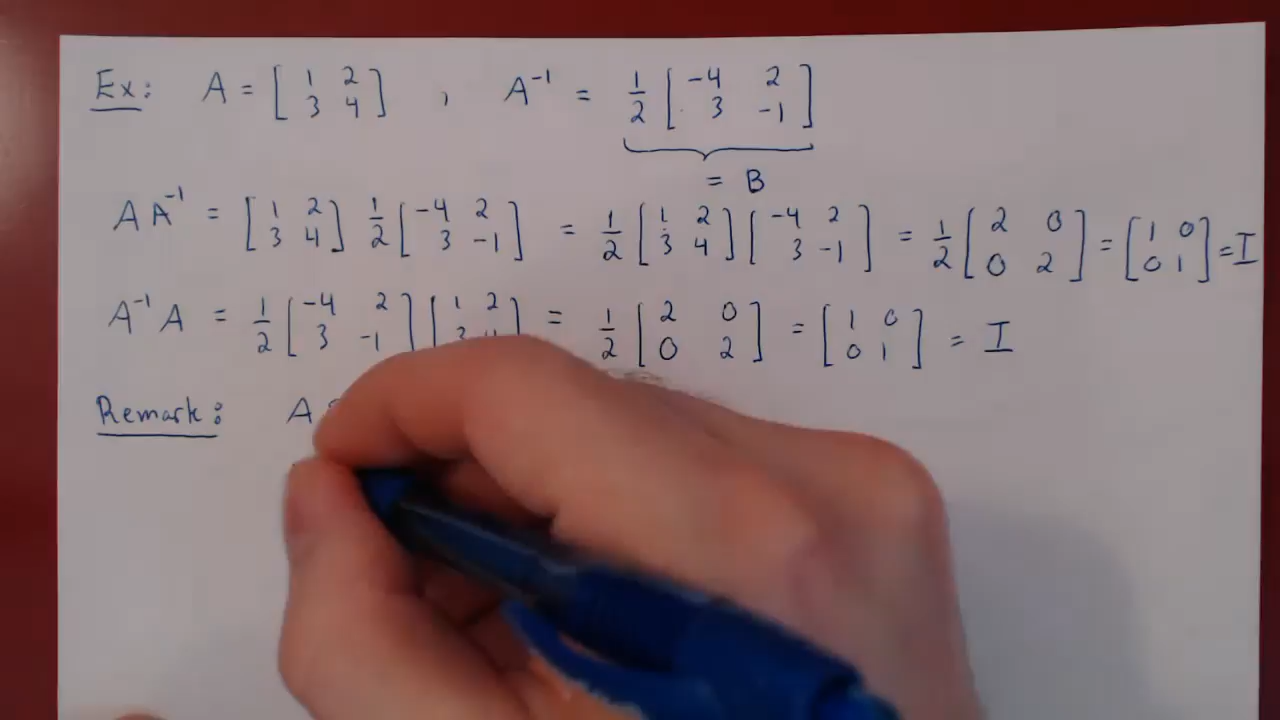 Ex: A = [ 1 2 3 4 ] , A⁻¹ = 1/2 [ -4 2 3 -1 ]
= B
A A⁻¹ = [ 1 2 3 4 ] 1/2 [ -4 2 3 -1 ] = 1/2 [ 1 2 3 4 ] [ -4 2 3 -1 ] = 1/2 [ 2 0 0 2 ] = [ 1 0 0 1 ] = I
A⁻¹ A = 1/2 [ -4 2 3 -1 ] [ 1 2 ] = 1/2 [ 2 0 0 2 ] = [ 1 0 0 1 ] = I
Remark: A